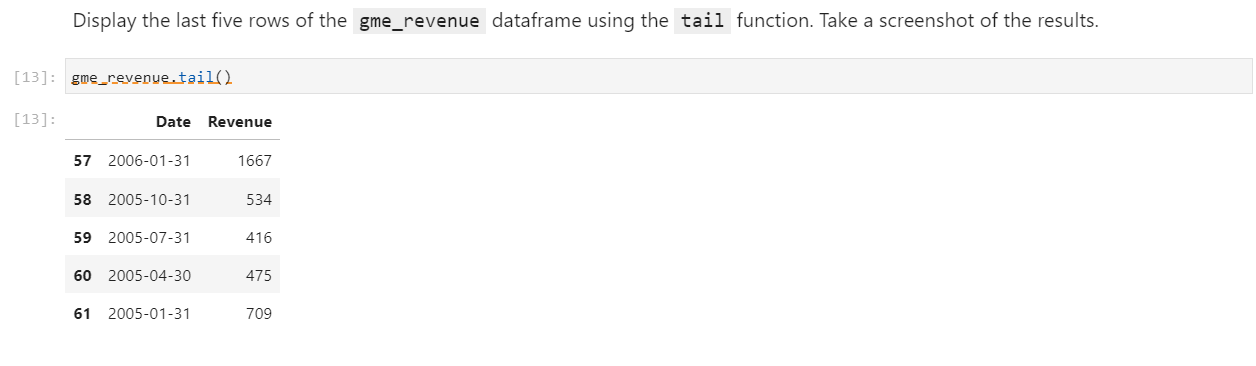 Display the last five rows of the gme_revenue dataframe using the tail function. Take a screenshot of the results.
[13]: gme_revenue.tail()
[13]: Date Revenue
57 2006-01-31 1667
58 2005-10-31 534
59 2005-07-31 416
60 2005-04-30 475
61 2005-01-31 709